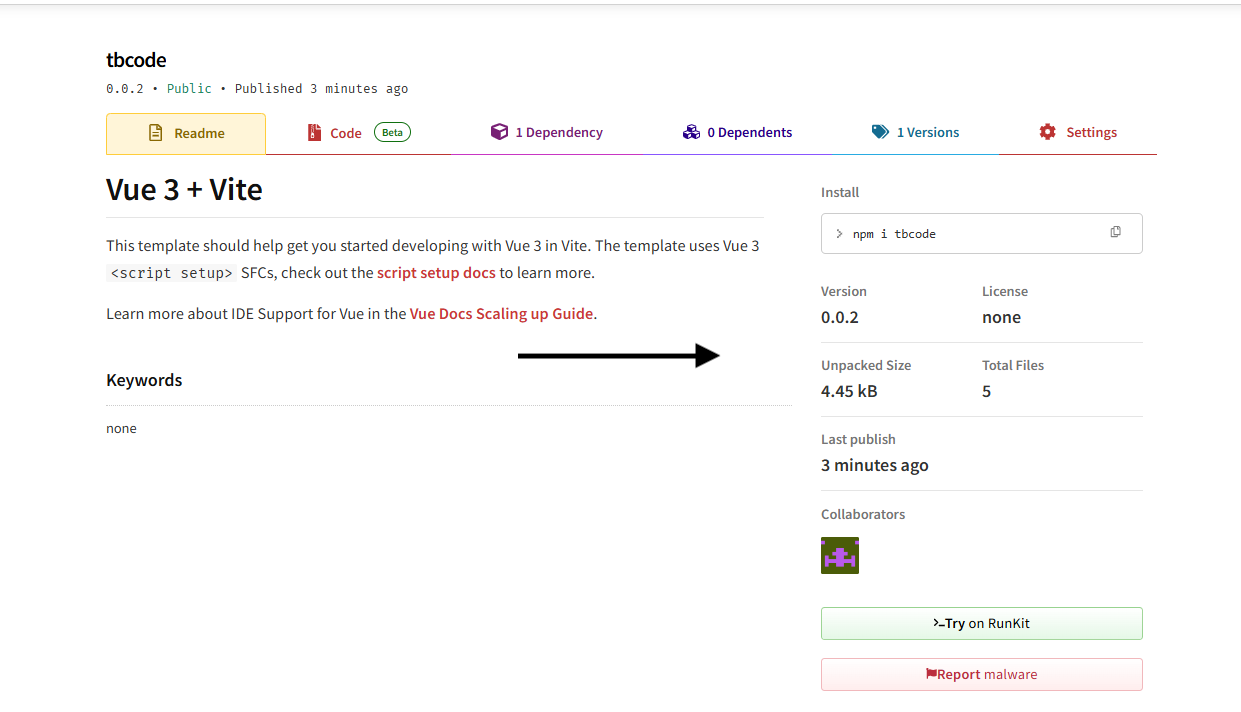 tbcode
0.0.2 • Public • Published 3 minutes ago
Readme
Code Beta
1 Dependency
0 Dependents
1 Versions
Settings
Vue 3 + Vite
This template should help get you started developing with Vue 3 in Vite. The template uses Vue 3
<script setup> SFCs, check out the script setup docs to learn more.
Learn more about IDE Support for Vue in the Vue Docs Scaling up Guide.
Keywords
none
Install
> npm i tbcode
Version
0.0.2
License
none
Unpacked Size
4.45 kB
Total Files
5
Last publish
3 minutes ago
Collaborators
Try on RunKit
Report malware